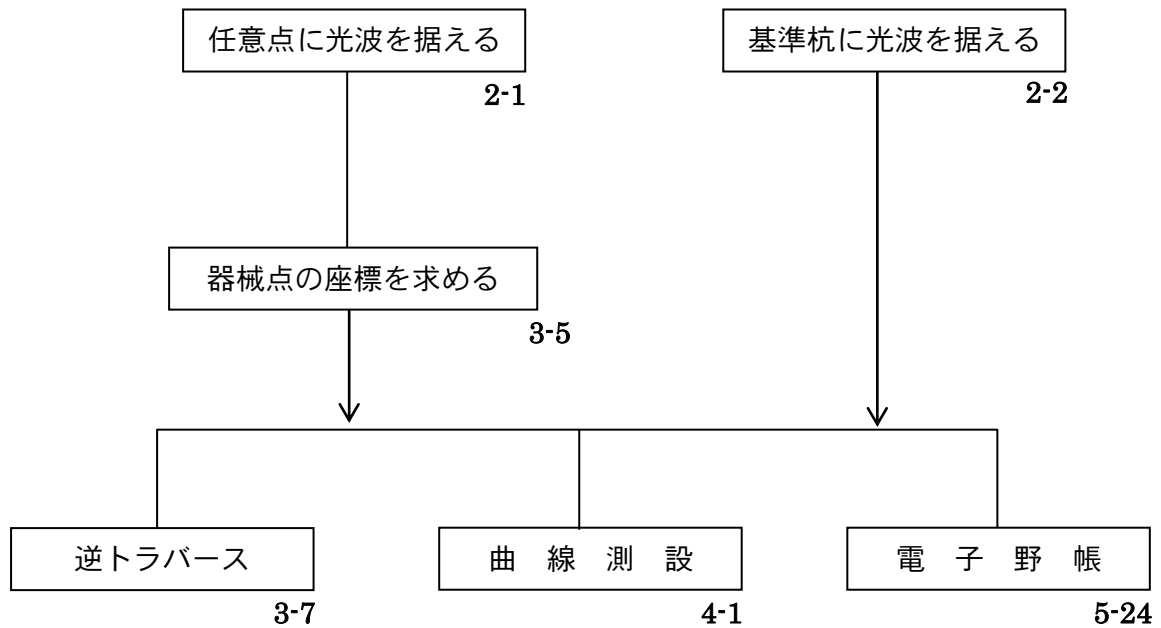 任意点に光波を据える
基準杭に光波を据える
2-1
2-2
器械点の座標を求める
3-5
逆トラバース
曲 線 測 設
電 子 野 帳
3-7
4-1
5-24